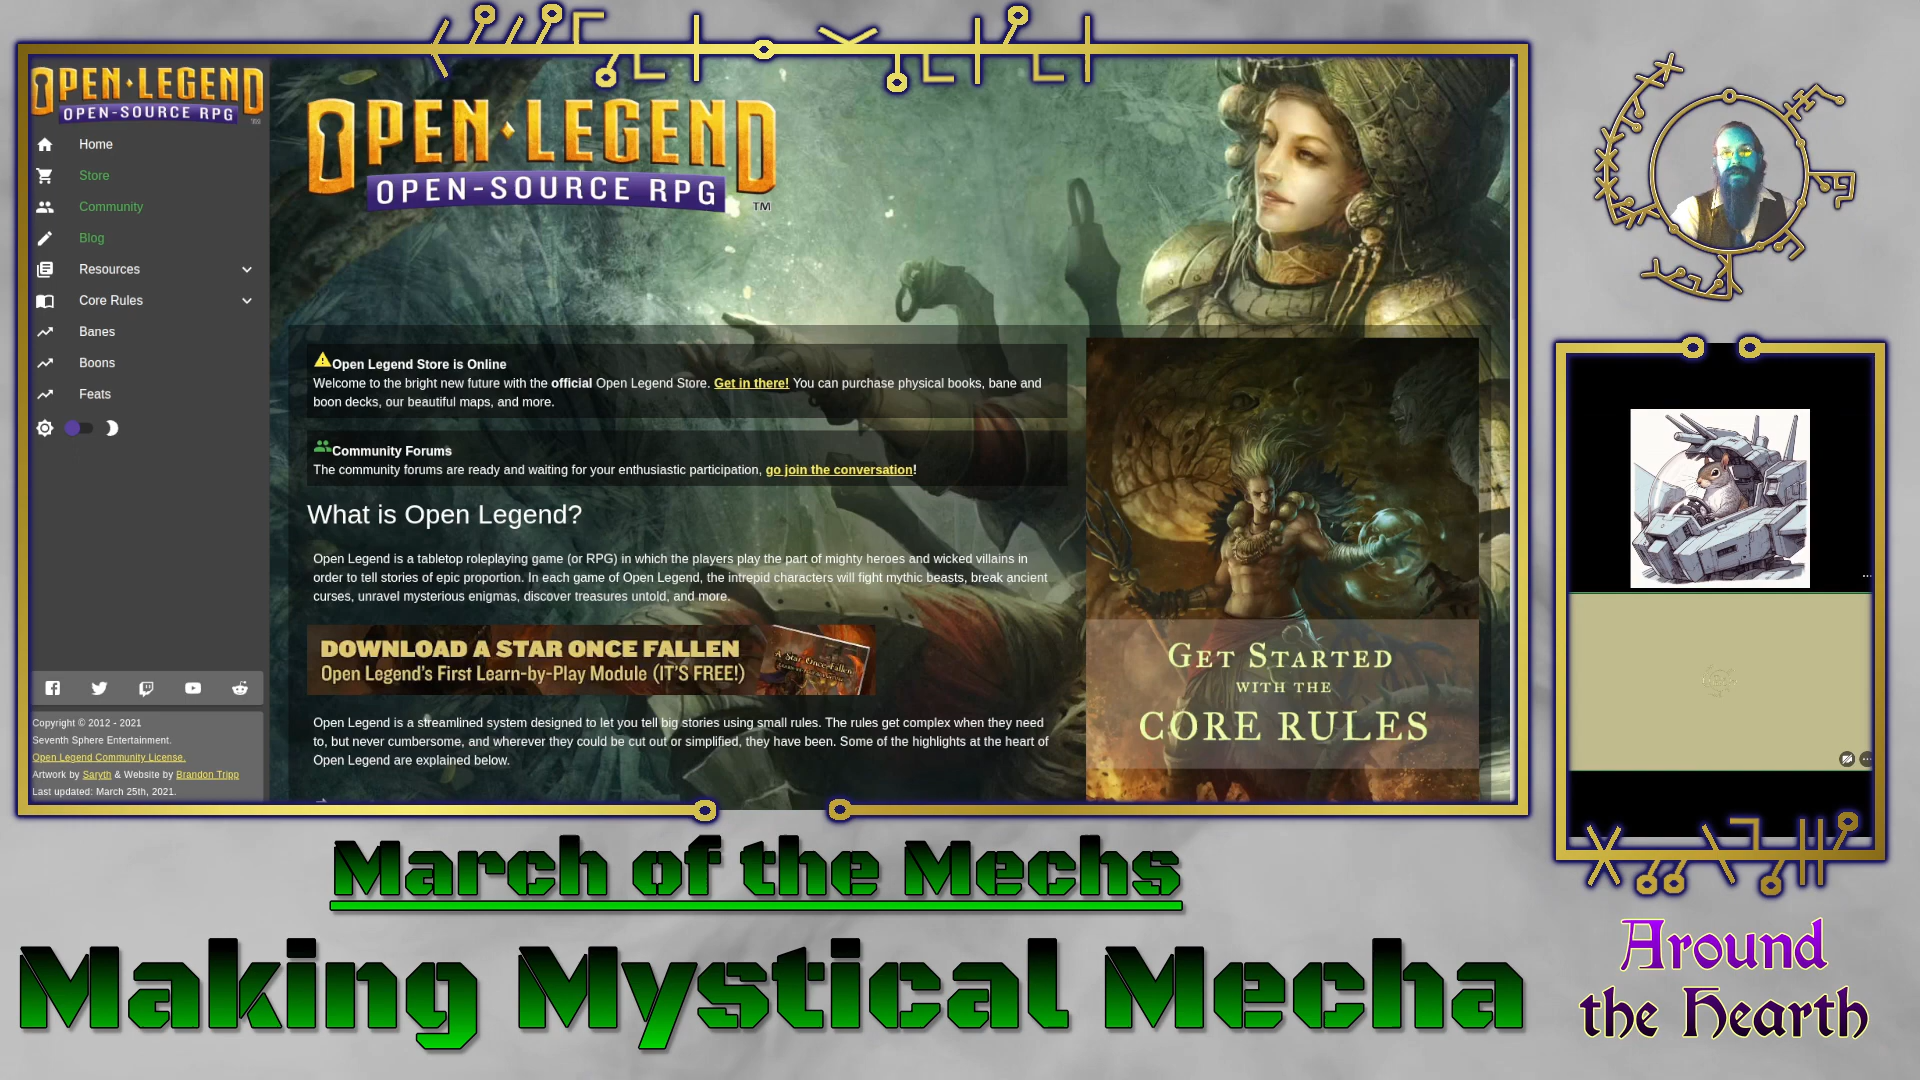 OPEN·LEGEND
OPEN-SOURCE RPG
TM
Home
Store
Community
Blog
Resources
Core Rules
Banes
Boons
Feats
Copyright © 2012 - 2021
Seventh Sphere Entertainment.
Open Legend Community License.
Artwork by Saryth & Website by Brandon Tripp
Last updated: March 25th, 2021.
OPEN·LEGEND
OPEN-SOURCE RPG
TM
Open Legend Store is Online
Welcome to the bright new future with the official Open Legend Store. Get in there! You can purchase physical books, bane and
boon decks, our beautiful maps, and more.
Community Forums
The community forums are ready and waiting for your enthusiastic participation, go join the conversation!
What is Open Legend?
Open Legend is a tabletop roleplaying game (or RPG) in which the players play the part of mighty heroes and wicked villains in
order to tell stories of epic proportion. In each game of Open Legend, the intrepid characters will fight mythic beasts, break ancient
curses, unravel mysterious enigmas, discover treasures untold, and more.
DOWNLOAD A STAR ONCE FALLEN
Open Legend's First Learn-by-Play Module (IT'S FREE!)
A Star Once Fallen
Open Legend is a streamlined system designed to let you tell big stories using small rules. The rules get complex when they need
to, but never cumbersome, and wherever they could be cut out or simplified, they have been. Some of the highlights at the heart of
Open Legend are explained below.
Get Started
with the
Core Rules
March of the Mechs
Making Mystical Mecha
Around
the Hearth